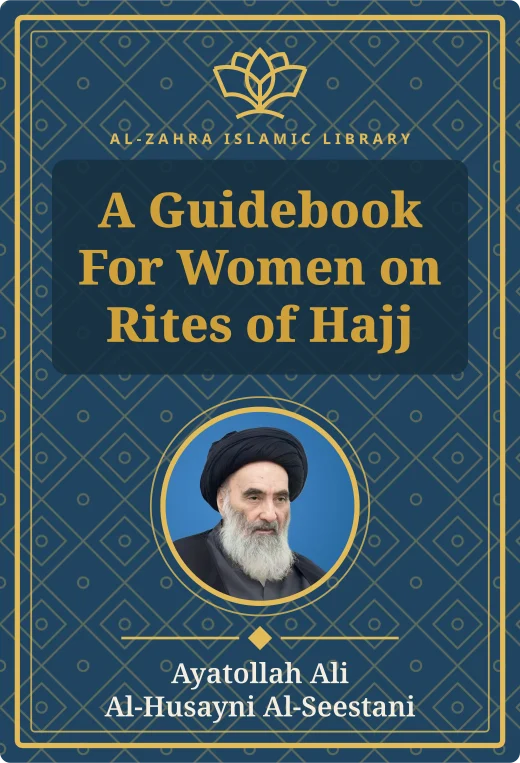 AL-ZAHRA ISLAMIC LIBRARY
A Guidebook
For Women on
Rites of Hajj
Ayatollah Ali
Al-Husayni Al-Seestani